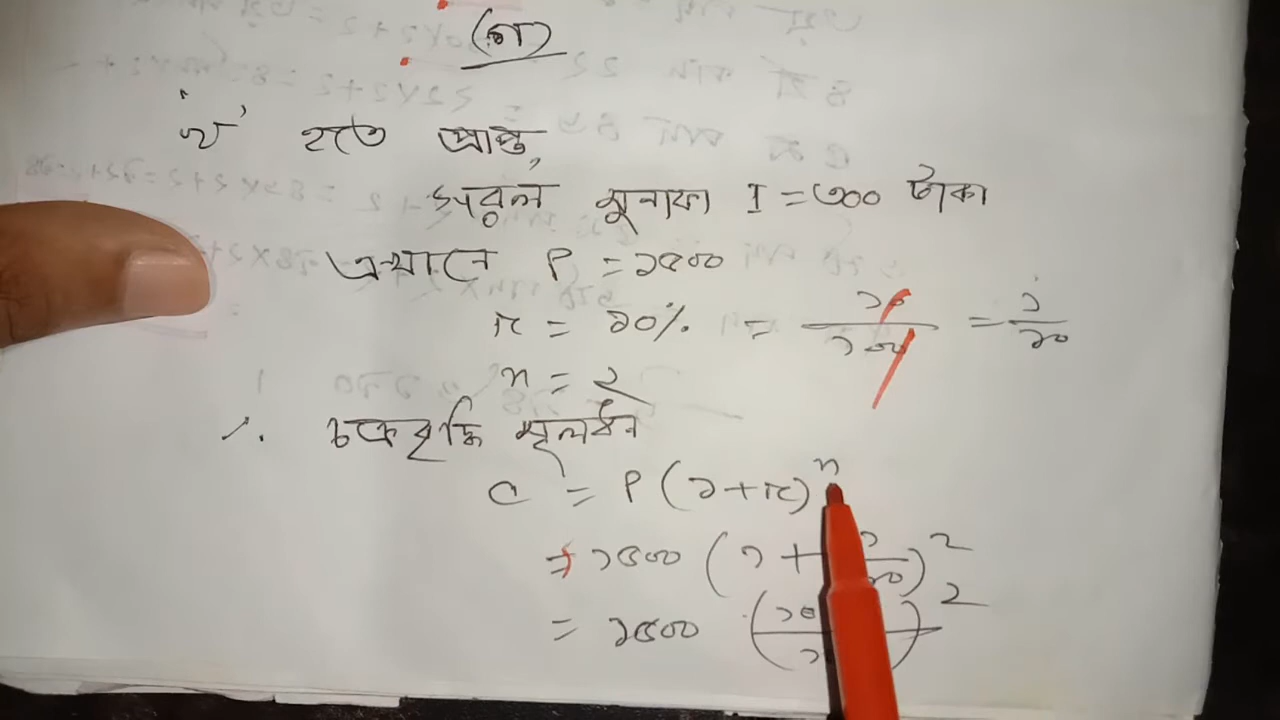 (গ)
'খ' হতে প্রাপ্ত,
সরল মুনাফা I = ৩০০ টাকা
এখানে P = ১৫০০
r = ১০% = ১০/১০০ = ১/১০
n = ২
∴ চক্রবৃদ্ধি মূলধন
C = P (১+r)^n
= ১৫০০ (১ +
= ১৫০০